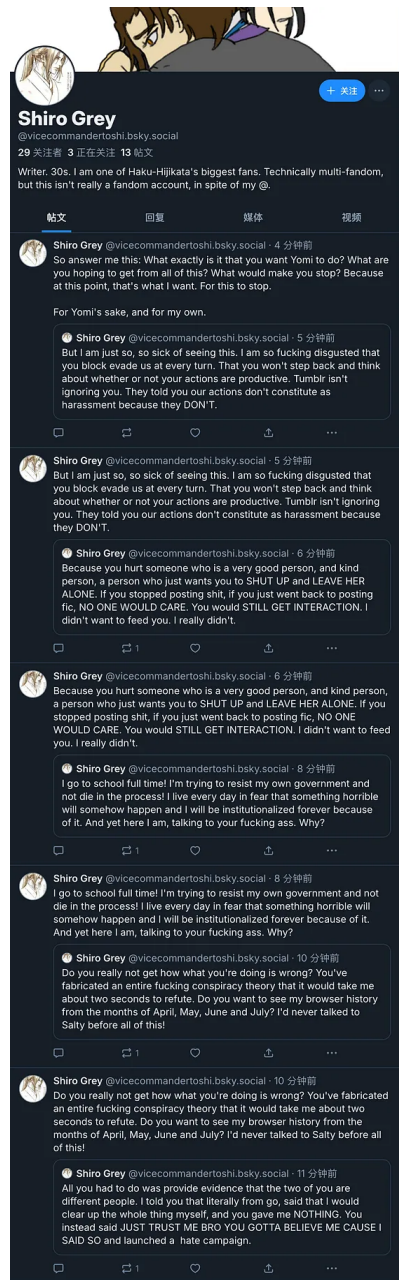 + 关注
Shiro Grey
@vicecommandertoshi.bsky.social
29 关注者 3 正在关注 13 帖文
Writer. 30s. I am one of Haku-Hijikata's biggest fans. Technically multi-fandom,
but this isn't really a fandom account, in spite of my @.
帖文 回复 媒体 视频
Shiro Grey @vicecommandertoshi.bsky.social · 4 分钟前
So answer me this: What exactly is it that you want Yomi to do? What are
you hoping to get from all of this? What would make you stop? Because
at this point, that's what I want. For this to stop.
For Yomi's sake, and for my own.
Shiro Grey @vicecommandertoshi.bsky.social · 5 分钟前
But I am just so, so sick of seeing this. I am so fucking disgusted that
you block evade us at every turn. That you won't step back and think
about whether or not your actions are productive. Tumblr isn't
ignoring you. They told you our actions don't constitute as
harassment because they DON'T.
Shiro Grey @vicecommandertoshi.bsky.social · 5 分钟前
But I am just so, so sick of seeing this. I am so fucking disgusted that
you block evade us at every turn. That you won't step back and think
about whether or not your actions are productive. Tumblr isn't ignoring
you. They told you our actions don't constitute as harassment because
they DON'T.
Shiro Grey @vicecommandertoshi.bsky.social · 6 分钟前
Because you hurt someone who is a very good person, and kind
person, a person who just wants you to SHUT UP and LEAVE HER
ALONE. If you stopped posting shit, if you just went back to posting
fic, NO ONE WOULD CARE. You would STILL GET INTERACTION. I
didn't want to feed you. I really didn't.
1
Shiro Grey @vicecommandertoshi.bsky.social · 6 分钟前
Because you hurt someone who is a very good person, and kind person,
a person who just wants you to SHUT UP and LEAVE HER ALONE. If you
stopped posting shit, if you just went back to posting fic, NO ONE
WOULD CARE. You would STILL GET INTERACTION. I didn't want to feed
you. I really didn't.
Shiro Grey @vicecommandertoshi.bsky.social · 8 分钟前
I go to school full time! I'm trying to resist my own government and
not die in the process! I live every day in fear that something horrible
will somehow happen and I will be institutionalized forever because
of it. And yet here I am, talking to your fucking ass. Why?
1
Shiro Grey @vicecommandertoshi.bsky.social · 8 分钟前
I go to school full time! I'm trying to resist my own government and not
die in the process! I live every day in fear that something horrible will
somehow happen and I will be institutionalized forever because of it.
And yet here I am, talking to your fucking ass. Why?
Shiro Grey @vicecommandertoshi.bsky.social · 10 分钟前
Do you really not get how what you're doing is wrong? You've
fabricated an entire fucking conspiracy theory that it would take me
about two seconds to refute. Do you want to see my browser history
from the months of April, May, June and July? I'd never talked to
Salty before all of this!
1
Shiro Grey @vicecommandertoshi.bsky.social · 10 分钟前
Do you really not get how what you're doing is wrong? You've fabricated
an entire fucking conspiracy theory that it would take me about two
seconds to refute. Do you want to see my browser history from the
months of April, May, June and July? I'd never talked to Salty before all
of this!
Shiro Grey @vicecommandertoshi.bsky.social · 11 分钟前
All you had to do was provide evidence that the two of you are
different people. I told you that literally from go, said that I would
clear up the whole thing myself, and you gave me NOTHING. You
instead said JUST TRUST ME BRO YOU GOTTA BELIEVE ME CAUSE I
SAID SO and launched a hate campaign.
1